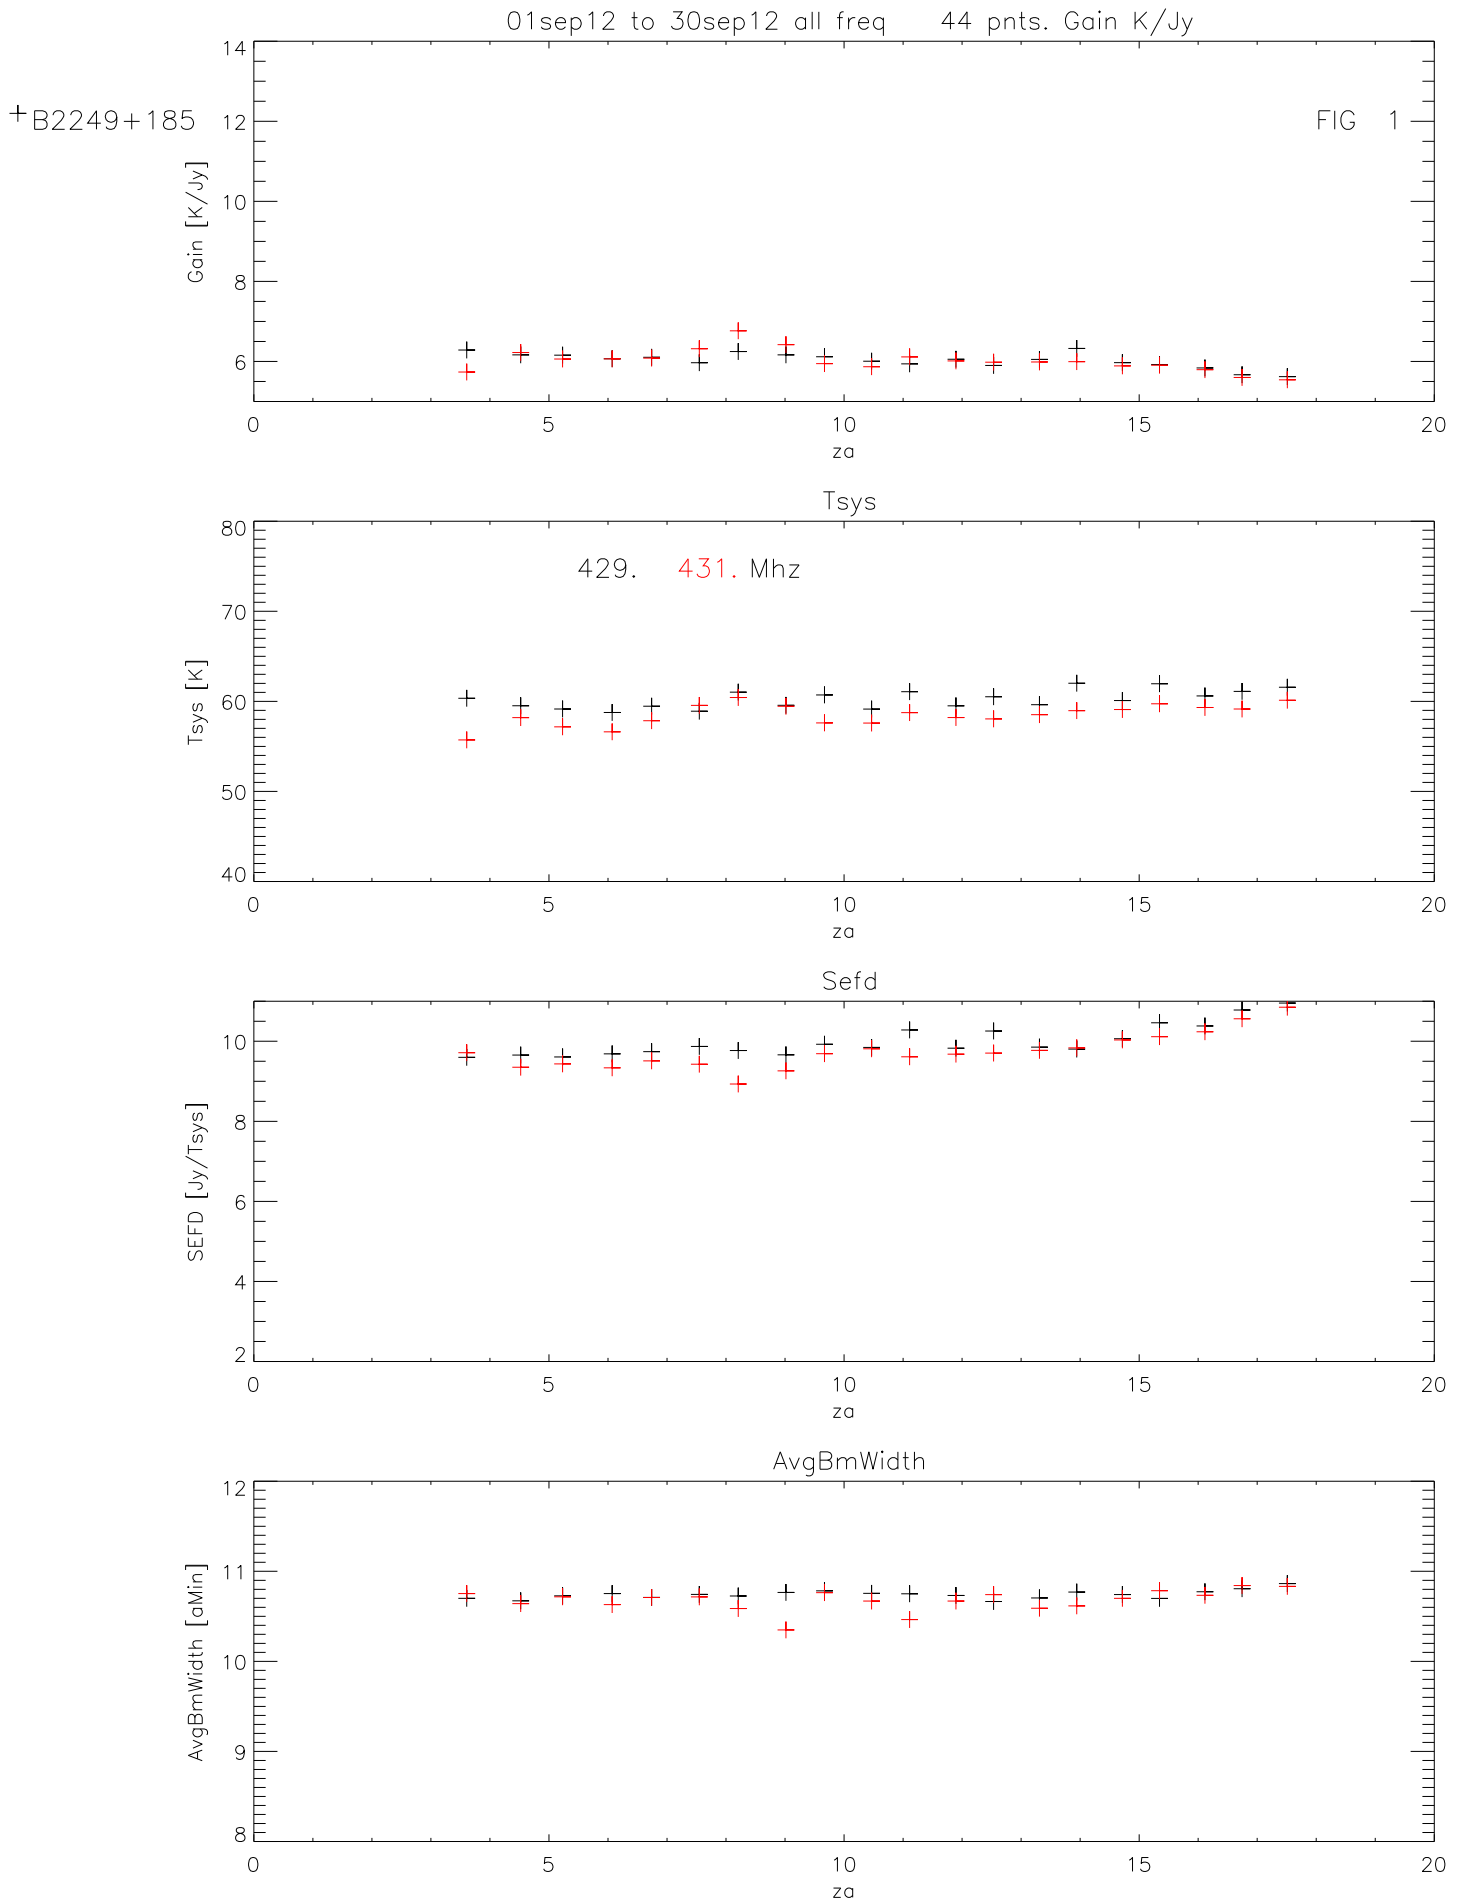 01sep12 to 30sep12 all freq 44 pnts. Gain K/Jy
+B2249+185
FIG 1
Gain [K/Jy]
14
12
10
8
6
0 5 10 15 20
za
Tsys
429. 431. Mhz
Tsys [K]
80
70
60
50
40
0 5 10 15 20
za
Sefd
SEFD [Jy/Tsys]
10
8
6
4
2
0 5 10 15 20
za
AvgBmWidth
AvgBmWidth [aMin]
12
11
10
9
8
0 5 10 15 20
za